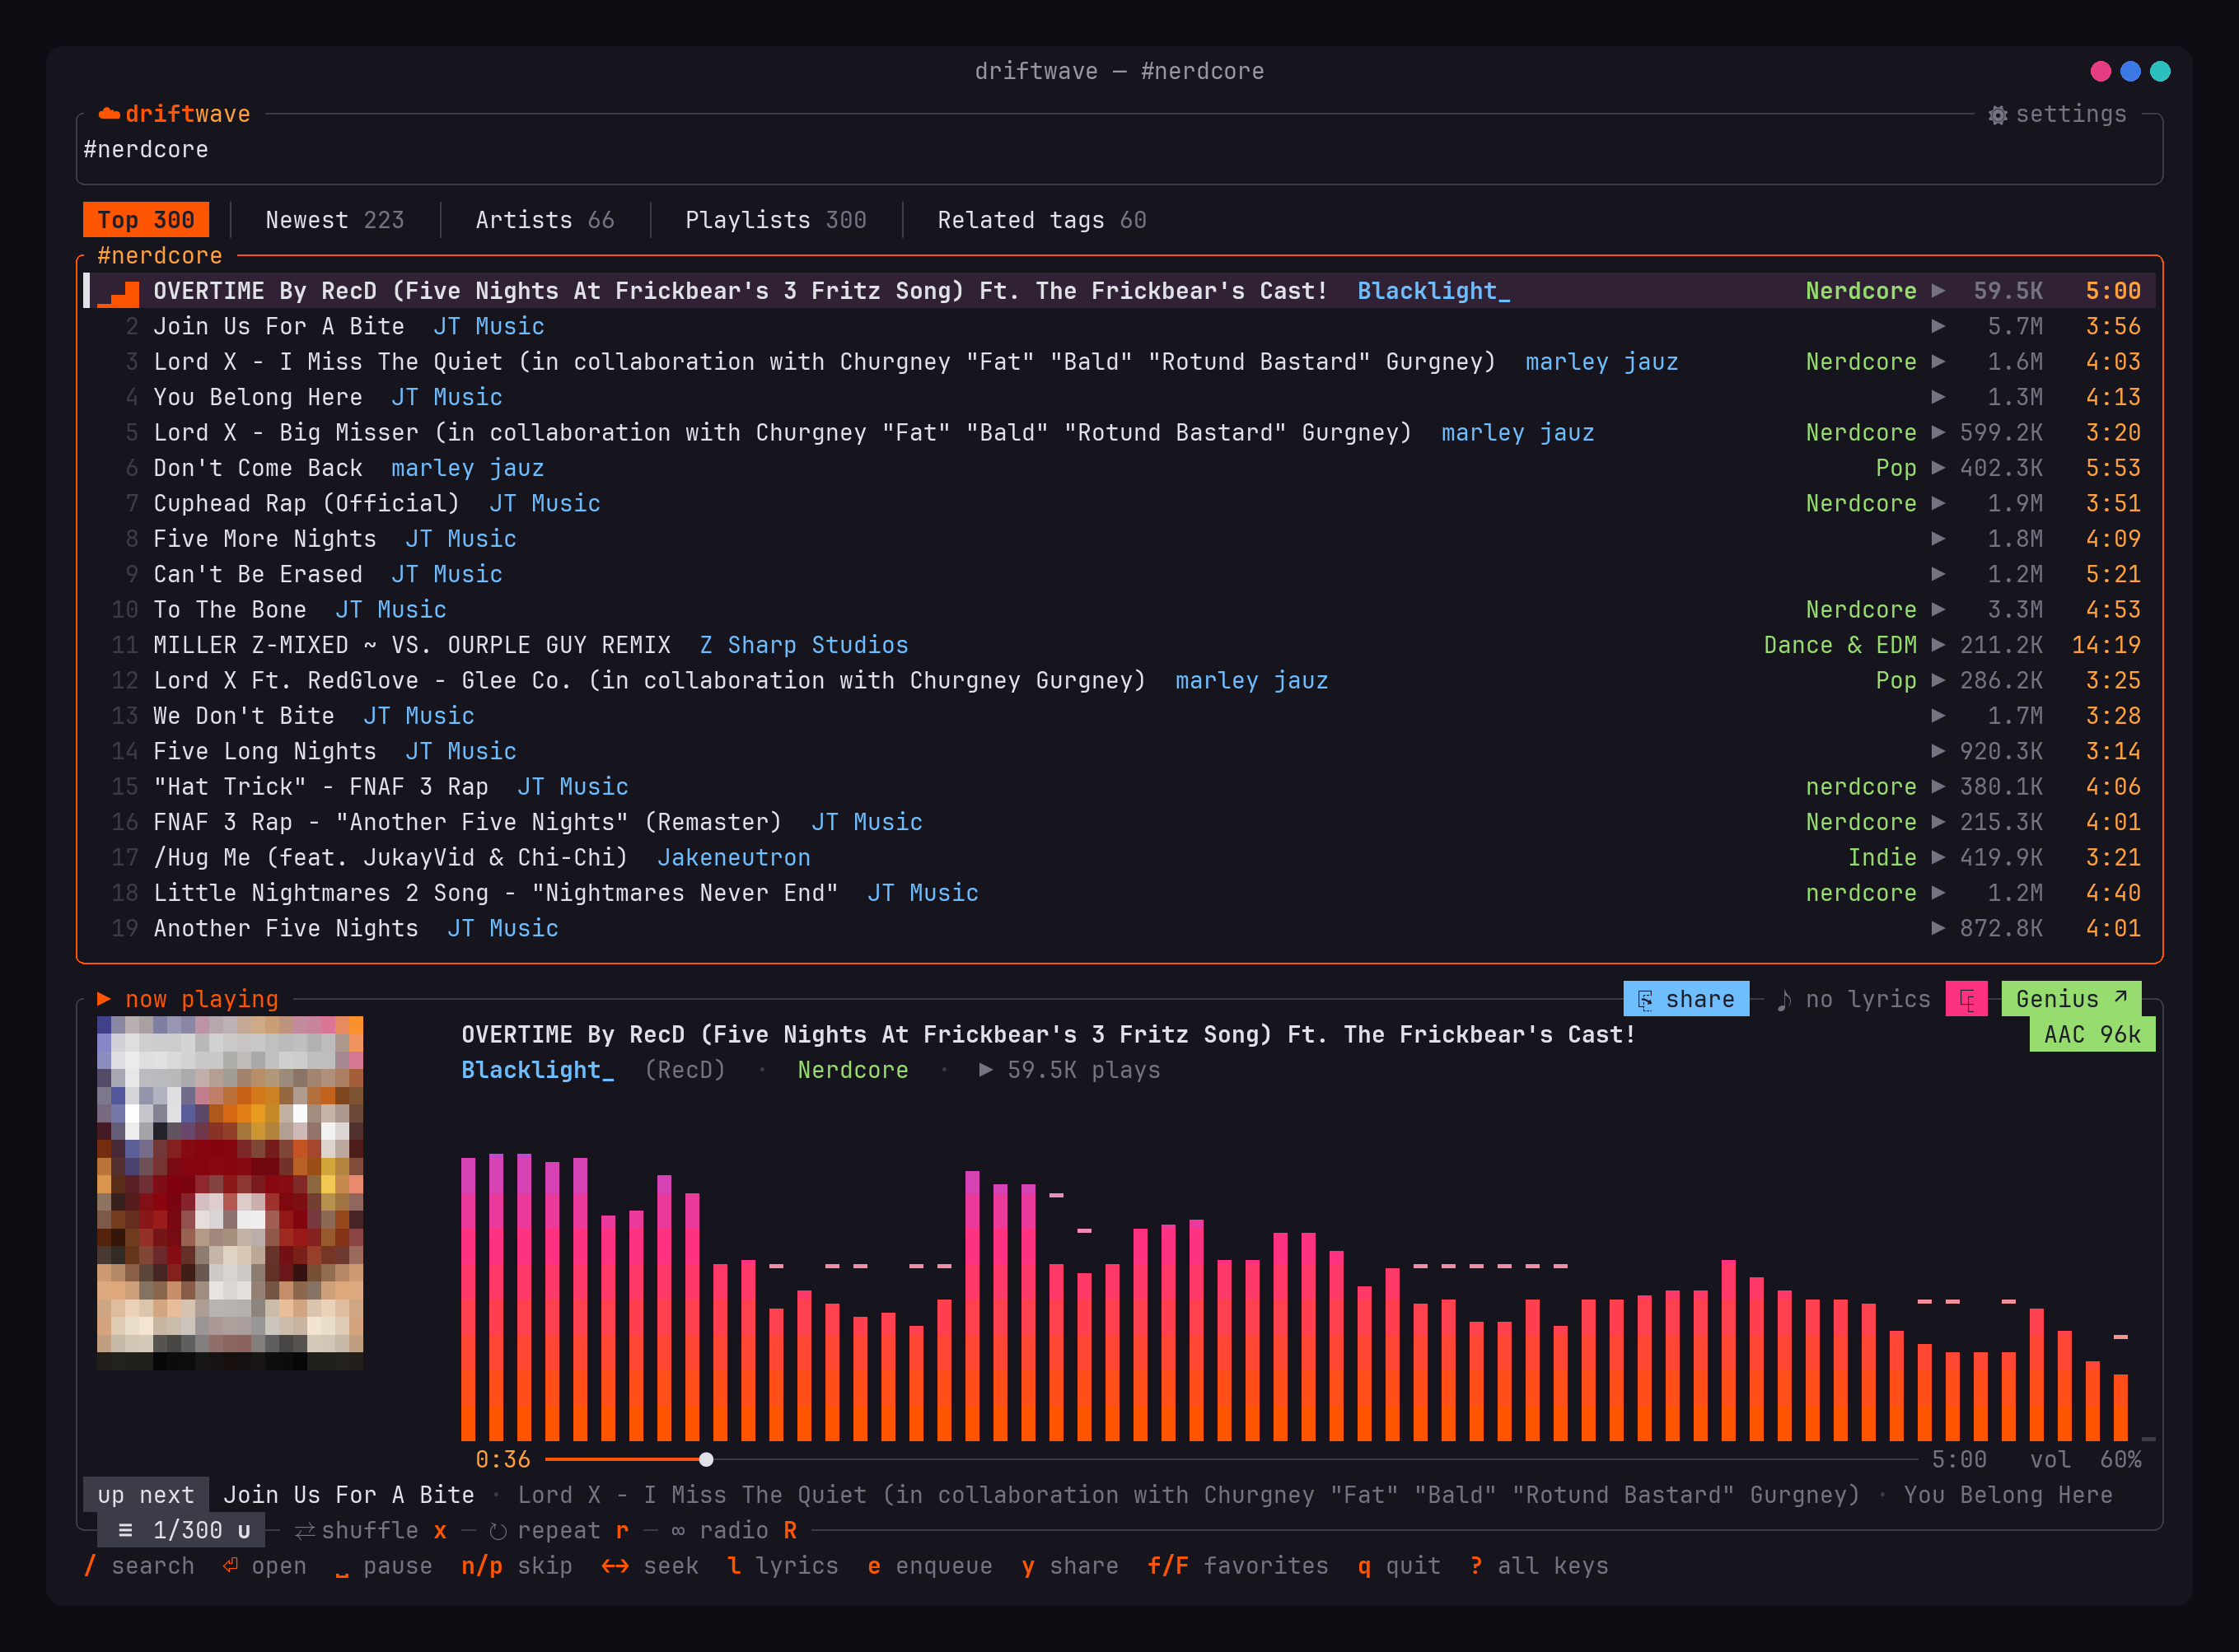 driftwave — #nerdcore
driftwave settings
#nerdcore
Top 300 Newest 223 Artists 66 Playlists 300 Related tags 60
#nerdcore
OVERTIME By RecD (Five Nights At Frickbear's 3 Fritz Song) Ft. The Frickbear's Cast! Blacklight_ Nerdcore ▶ 59.5K 5:00
2 Join Us For A Bite JT Music ▶ 5.7M 3:56
3 Lord X - I Miss The Quiet (in collaboration with Churgney "Fat" "Bald" "Rotund Bastard" Gurgney) marley jauz Nerdcore ▶ 1.6M 4:03
4 You Belong Here JT Music ▶ 1.3M 4:13
5 Lord X - Big Misser (in collaboration with Churgney "Fat" "Bald" "Rotund Bastard" Gurgney) marley jauz Nerdcore ▶ 599.2K 3:20
6 Don't Come Back marley jauz Pop ▶ 402.3K 5:53
7 Cuphead Rap (Official) JT Music Nerdcore ▶ 1.9M 3:51
8 Five More Nights JT Music ▶ 1.8M 4:09
9 Can't Be Erased JT Music ▶ 1.2M 5:21
10 To The Bone JT Music Nerdcore ▶ 3.3M 4:53
11 MILLER Z-MIXED ~ VS. OURPLE GUY REMIX Z Sharp Studios Dance & EDM ▶ 211.2K 14:19
12 Lord X Ft. RedGlove - Glee Co. (in collaboration with Churgney Gurgney) marley jauz Pop ▶ 286.2K 3:25
13 We Don't Bite JT Music ▶ 1.7M 3:28
14 Five Long Nights JT Music ▶ 920.3K 3:14
15 "Hat Trick" - FNAF 3 Rap JT Music nerdcore ▶ 380.1K 4:06
16 FNAF 3 Rap - "Another Five Nights" (Remaster) JT Music Nerdcore ▶ 215.3K 4:01
17 /Hug Me (feat. JukayVid & Chi-Chi) Jakeneutron Indie ▶ 419.9K 3:21
18 Little Nightmares 2 Song - "Nightmares Never End" JT Music nerdcore ▶ 1.2M 4:40
19 Another Five Nights JT Music ▶ 872.8K 4:01
▶ now playing share ♪ no lyrics Genius ↗
OVERTIME By RecD (Five Nights At Frickbear's 3 Fritz Song) Ft. The Frickbear's Cast! AAC 96k
Blacklight_ (RecD) · Nerdcore · ▶ 59.5K plays
0:36 5:00 vol 60%
up next Join Us For A Bite · Lord X - I Miss The Quiet (in collaboration with Churgney "Fat" "Bald" "Rotund Bastard" Gurgney) · You Belong Here
≡ 1/300 u ⇄ shuffle x — ↻ repeat r — ∞ radio R
/ search ⏎ open ␣ pause n/p skip ←→ seek l lyrics e enqueue y share f/F favorites q quit ? all keys